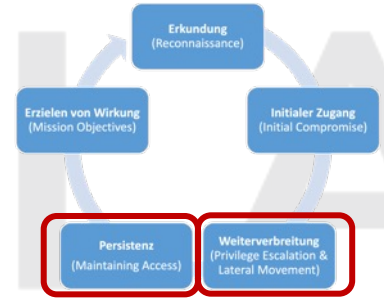 Erkundung
(Reconnaissance)
Initialer Zugang
(Initial Compromise)
Weiterverbreitung
(Privilege Escalation &
Lateral Movement)
Persistenz
(Maintaining Access)
Erzielen von Wirkung
(Mission Objectives)